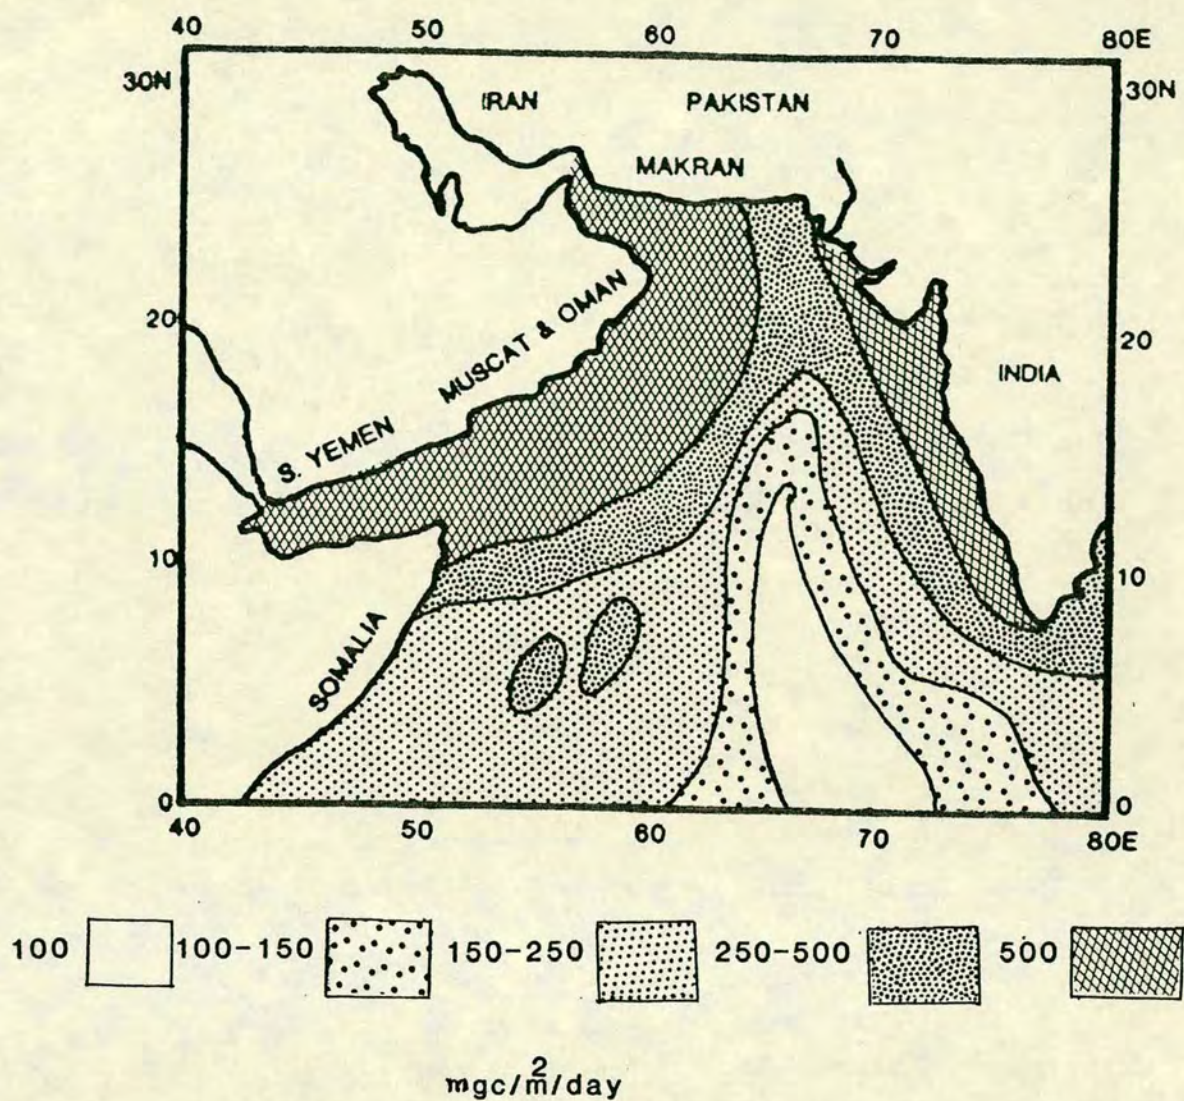 40 50 60 70 80E
30N IRAN PAKISTAN 30N
MAKRAN
20 MUSCAT & OMAN 20
INDIA
S. YEMEN
10 10
SOMALIA
0 0
40 50 60 70 80E
100 100-150 150-250 250-500 500
mgc/m²/day